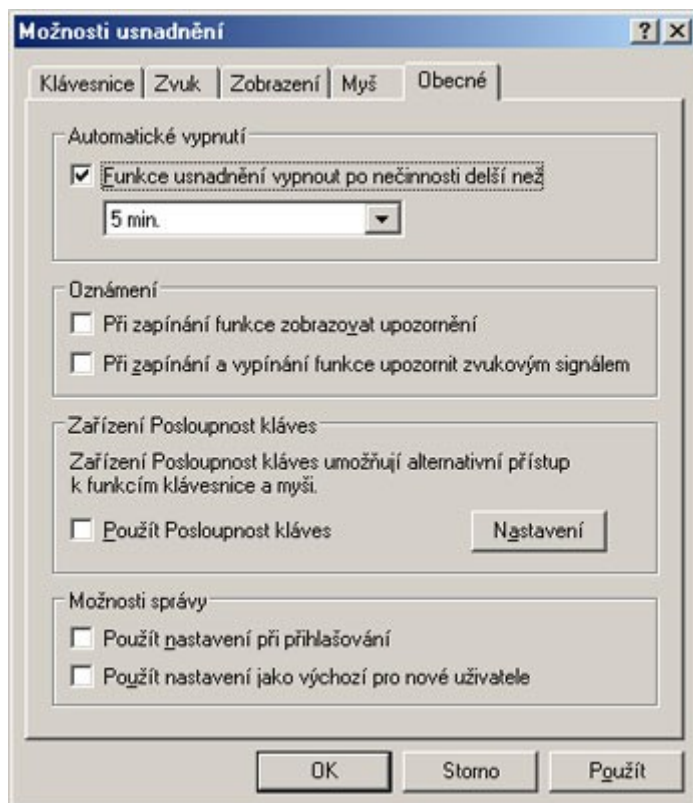 Možnosti usnadnění
Klávesnice Zvuk Zobrazení Myš Obecné
Automatické vypnutí
Funkce usnadnění vypnout po nečinnosti delší než
5 min.
Oznámení
Při zapínání funkce zobrazovat upozornění
Při zapínání a vypínání funkce upozornit zvukovým signálem
Zařízení Posloupnost kláves
Zařízení Posloupnost kláves umožňují alternativní přístup
k funkcím klávesnice a myši.
Použít Posloupnost kláves Nastavení
Možnosti správy
Použít nastavení při přihlašování
Použít nastavení jako výchozí pro nové uživatele
OK Storno Použít